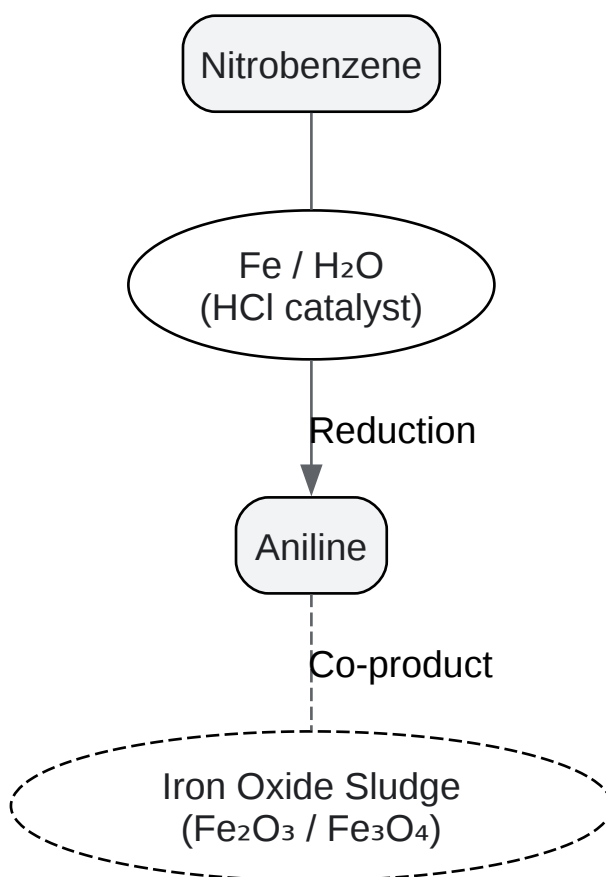 Nitrobenzene
Fe / H₂O
(HCl catalyst)
Reduction
Aniline
Co-product
Iron Oxide Sludge
(Fe₂O₃ / Fe₃O₄)